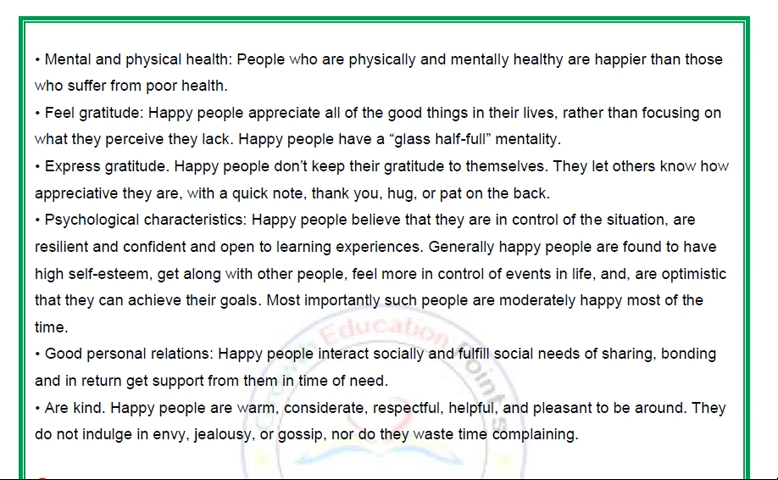 • Mental and physical health: People who are physically and mentally healthy are happier than those
who suffer from poor health.
• Feel gratitude: Happy people appreciate all of the good things in their lives, rather than focusing on
what they perceive they lack. Happy people have a “glass half-full” mentality.
• Express gratitude. Happy people don’t keep their gratitude to themselves. They let others know how
appreciative they are, with a quick note, thank you, hug, or pat on the back.
• Psychological characteristics: Happy people believe that they are in control of the situation, are
resilient and confident and open to learning experiences. Generally happy people are found to have
high self-esteem, get along with other people, feel more in control of events in life, and, are optimistic
that they can achieve their goals. Most importantly such people are moderately happy most of the
time.
• Good personal relations: Happy people interact socially and fulfill social needs of sharing, bonding
and in return get support from them in time of need.
• Are kind. Happy people are warm, considerate, respectful, helpful, and pleasant to be around. They
do not indulge in envy, jealousy, or gossip, nor do they waste time complaining.
Education Point's